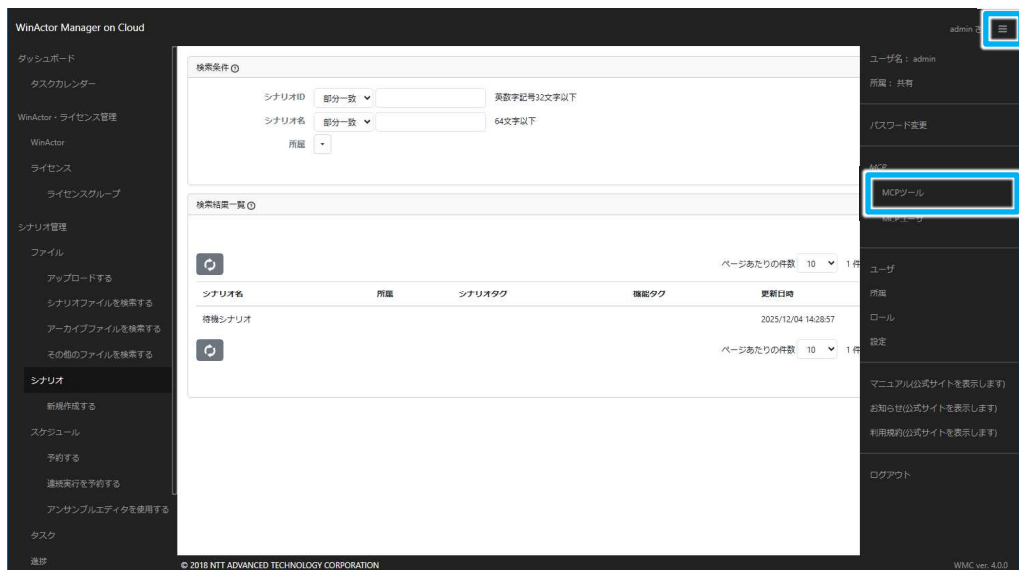 WinActor Manager on Cloud
admin さ
ダッシュボード
タスクカレンダー
WinActor・ライセンス管理
WinActor
ライセンス
ライセンスグループ
シナリオ管理
ファイル
アップロードする
シナリオファイルを検索する
アーカイブファイルを検索する
その他のファイルを検索する
シナリオ
新規作成する
スケジュール
予約する
連続実行を予約する
アンサンブルエディタを使用する
タスク
進捗
検索条件
シナリオID 部分一致 英数字記号32文字以下
シナリオ名 部分一致 64文字以下
所属
検索結果一覧
ページあたりの件数 10 1 件
シナリオ名 所属 シナリオタグ 機能タグ 更新日時
待機シナリオ 2025/12/04 14:28:57
ページあたりの件数 10 1 件
ユーザ名： admin
所属： 共有
パスワード変更
MCP
MCPツール
MCPユーザ
ユーザ
所属
ロール
設定
マニュアル(公式サイトを表示します)
お知らせ(公式サイトを表示します)
利用規約(公式サイトを表示します)
ログアウト
© 2018 NTT ADVANCED TECHNOLOGY CORPORATION
WMC ver. 4.0.0